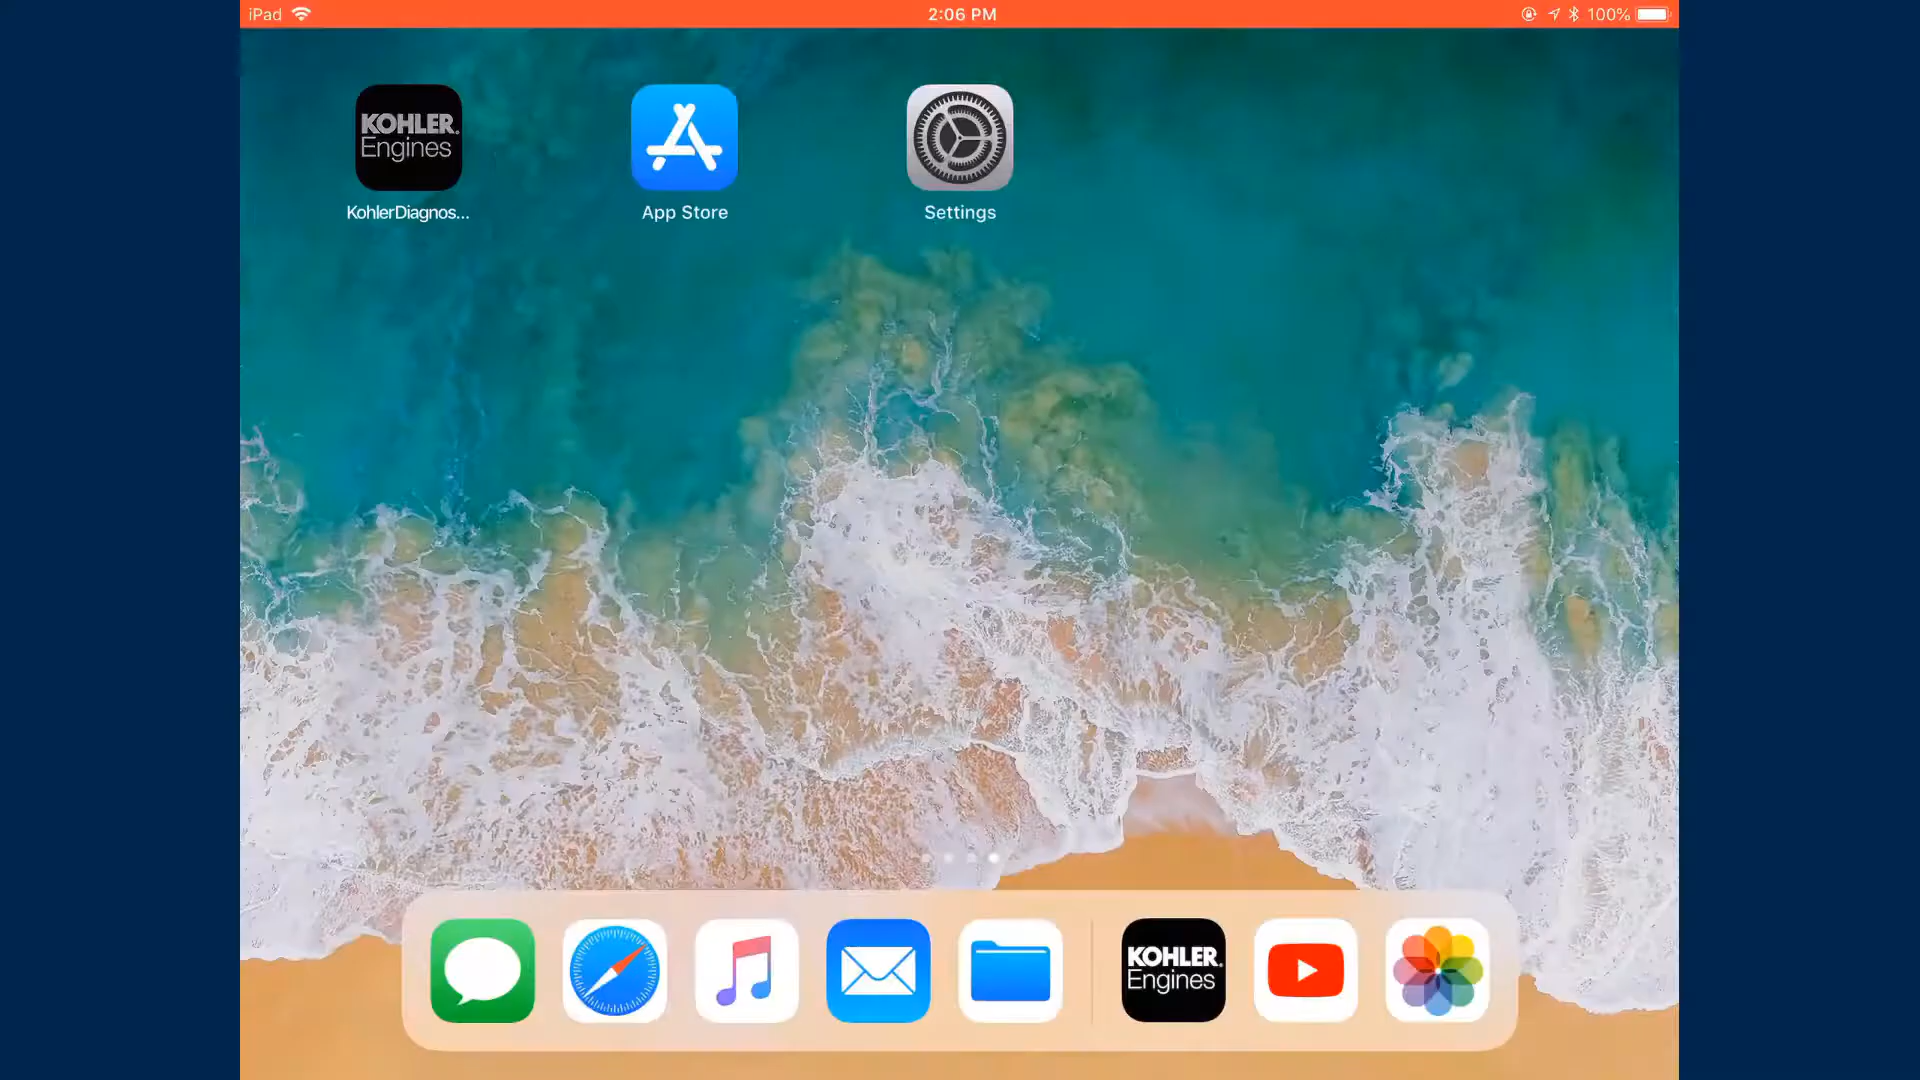 iPad
2:06 PM
100%
KOHLER.
Engines
KohlerDiagnos...
App Store
Settings
KOHLER.
Engines